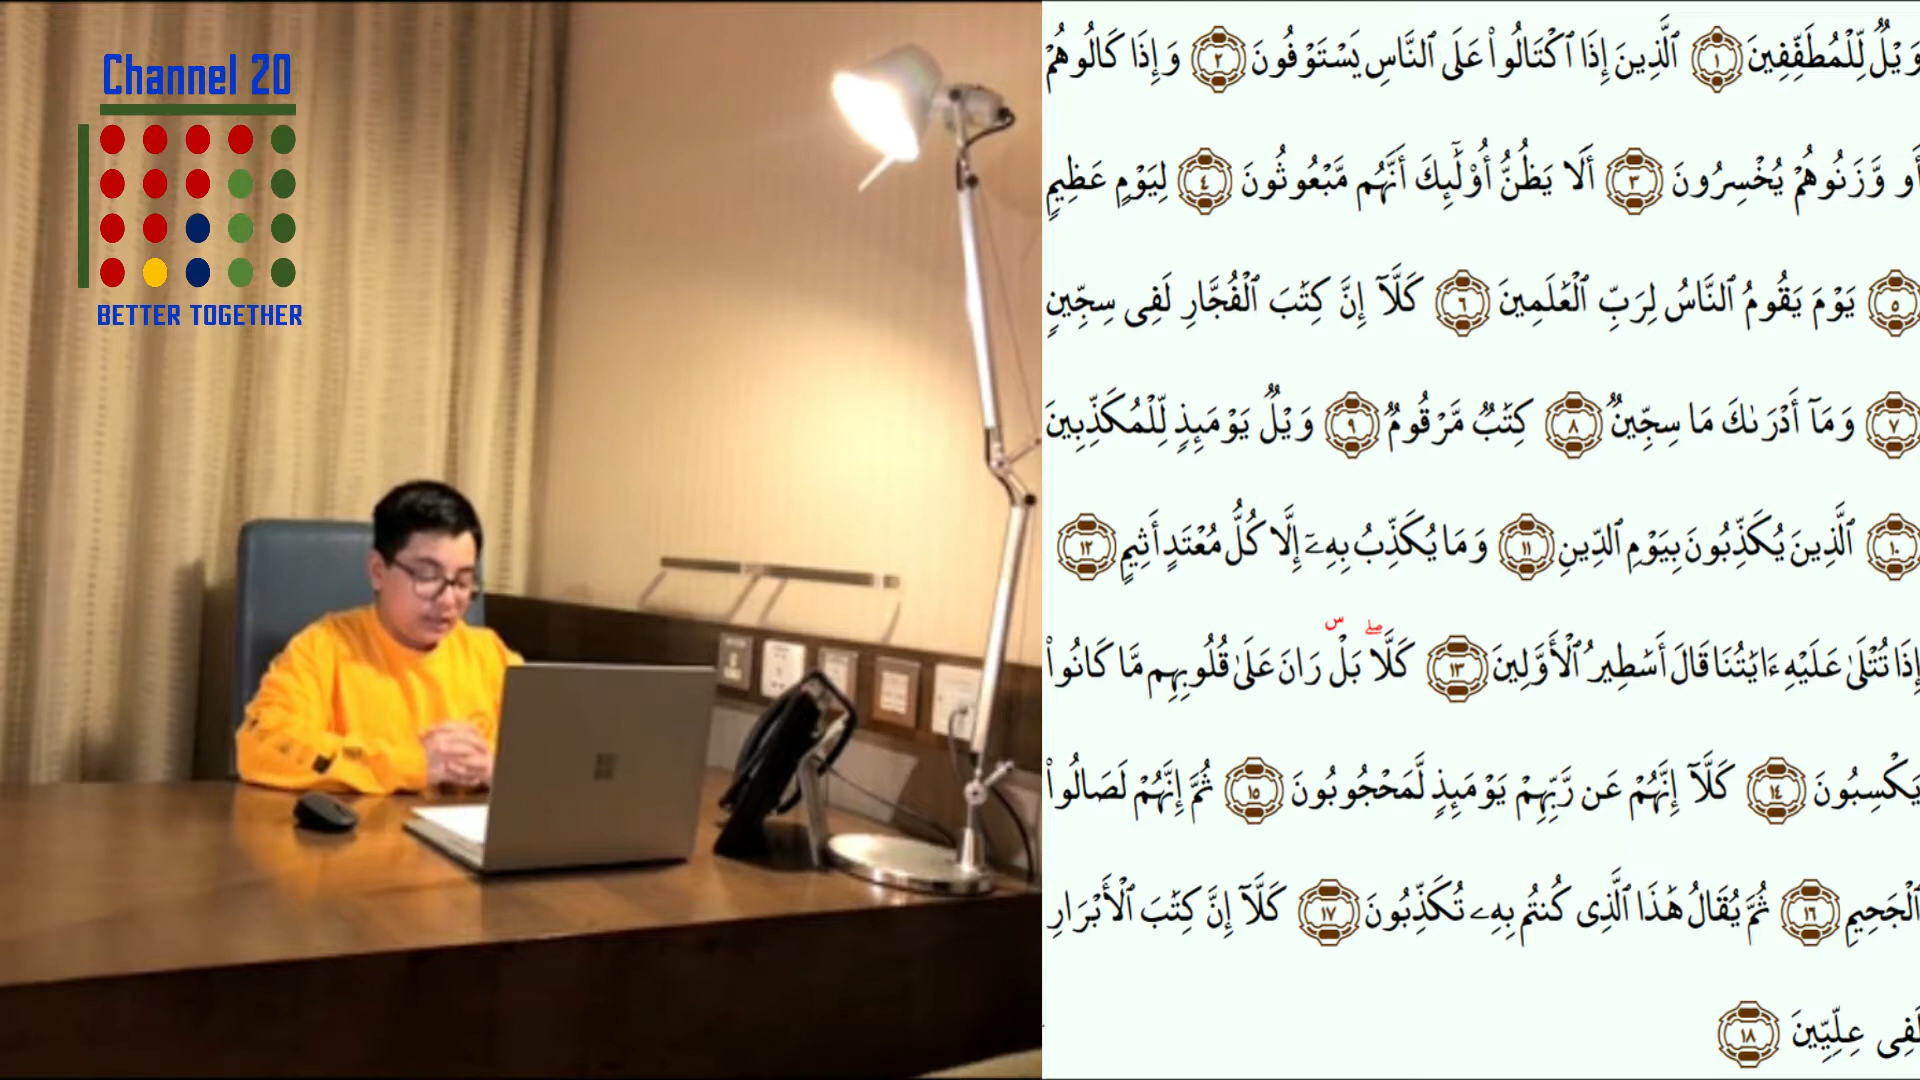 Channel 20
BETTER TOGETHER
وَيْلٌ لِّلْمُطَفِّفِينَ ١ ٱلَّذِينَ إِذَا ٱكْتَالُوا۟ عَلَى ٱلنَّاسِ يَسْتَوْفُونَ ٢ وَإِذَا كَالُوهُمْ
أَو وَّزَنُوهُمْ يُخْسِرُونَ ٣ أَلَا يَظُنُّ أُو۟لَٰٓئِكَ أَنَّهُم مَّبْعُوثُونَ ٤ لِيَوْمٍ عَظِيمٍ
٥ يَوْمَ يَقُومُ ٱلنَّاسُ لِرَبِّ ٱلْعَٰلَمِينَ ٦ كَلَّآ إِنَّ كِتَٰبَ ٱلْفُجَّارِ لَفِى سِجِّينٍ
٧ وَمَآ أَدْرَىٰكَ مَا سِجِّينٌ ٨ كِتَٰبٌ مَّرْقُومٌ ٩ وَيْلٌ يَوْمَئِذٍ لِّلْمُكَذِّبِينَ
١٠ ٱلَّذِينَ يُكَذِّبُونَ بِيَوْمِ ٱلدِّينِ ١١ وَمَا يُكَذِّبُ بِهِۦٓ إِلَّا كُلُّ مُعْتَدٍ أَثِيمٍ ١٢
إِذَا تُتْلَىٰ عَلَيْهِ ءَايَٰتُنَا قَالَ أَسَٰطِيرُ ٱلْأَوَّلِينَ ١٣ كَلَّا ۖ بَلْ ۜ رَانَ عَلَىٰ قُلُوبِهِم مَّا كَانُوا۟
يَكْسِبُونَ ١٤ كَلَّآ إِنَّهُمْ عَن رَّبِّهِمْ يَوْمَئِذٍ لَّمَحْجُوبُونَ ١٥ ثُمَّ إِنَّهُمْ لَصَالُوا۟
ٱلْجَحِيمِ ١٦ ثُمَّ يُقَالُ هَٰذَا ٱلَّذِى كُنتُم بِهِۦ تُكَذِّبُونَ ١٧ كَلَّآ إِنَّ كِتَٰبَ ٱلْأَبْرَارِ
لَفِى عِلِّيِّينَ ١٨